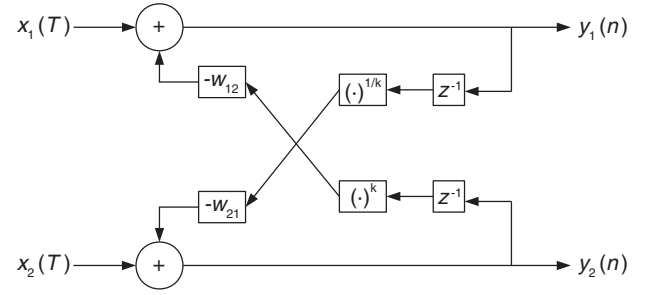 x₁(T) + y₁(n)
-w₁₂ (·)^{1/k} z⁻¹
-w₂₁ (·)^k z⁻¹
x₂(T) + y₂(n)